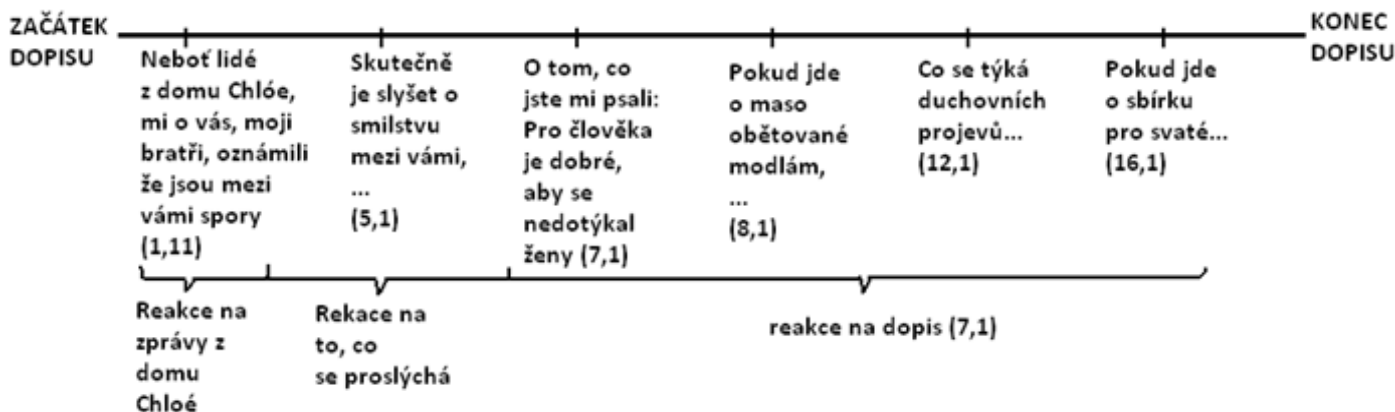 ZAČÁTEK
DOPISU
Neboť lidé
z domu Chlóe,
mi o vás, moji
bratři, oznámili
že jsou mezi
vámi spory
(1,11)
Skutečně
je slyšet o
smilstvu
mezi vámi,
...
(5,1)
O tom, co
jste mi psali:
Pro člověka
je dobré,
aby se
nedotýkal
ženy (7,1)
Pokud jde
o maso
obětované
modlám,
...
(8,1)
Co se týká
duchovních
projevů...
(12,1)
Pokud jde
o sbírku
pro svaté...
(16,1)
KONEC
DOPISU
Reakce na
zprávy z
domu
Chloé
Rekace na
to, co
se proslýchá
reakce na dopis (7,1)